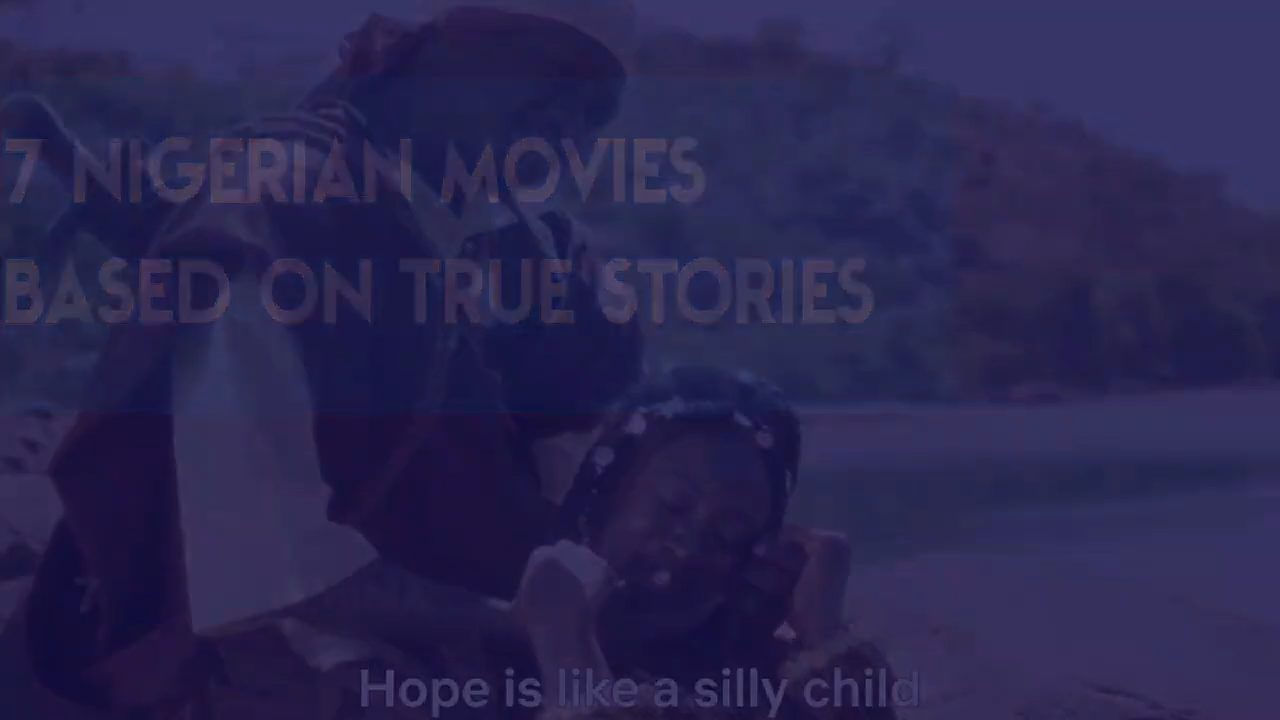 7 NIGERIAN MOVIES
BASED ON TRUE STORIES
Hope is like a silly child